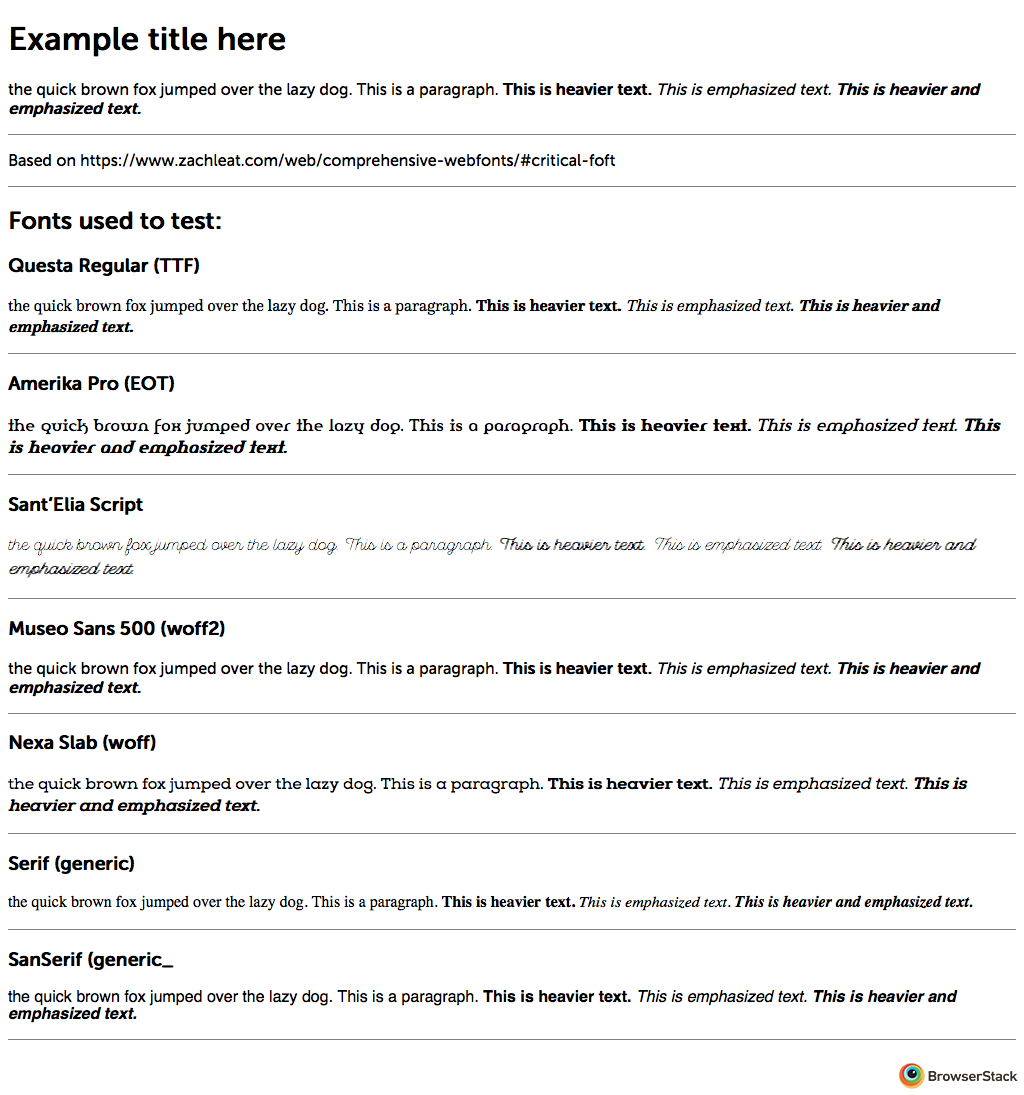 Example title here
the quick brown fox jumped over the lazy dog. This is a paragraph. This is heavier text. This is emphasized text. This is heavier and
emphasized text.
Based on https://www.zachleat.com/web/comprehensive-webfonts/#critical-foft
Fonts used to test:
Questa Regular (TTF)
the quick brown fox jumped over the lazy dog. This is a paragraph. This is heavier text. This is emphasized text. This is heavier and
emphasized text.
Amerika Pro (EOT)
the quick brown fox jumped over the lazy dog. This is a paragraph. This is heavier text. This is emphasized text. This
is heavier and emphasized text.
Sant’Elia Script
the quick brown fox jumped over the lazy dog. This is a paragraph. This is heavier text. This is emphasized text. This is heavier and
emphasized text.
Museo Sans 500 (woff2)
the quick brown fox jumped over the lazy dog. This is a paragraph. This is heavier text. This is emphasized text. This is heavier and
emphasized text.
Nexa Slab (woff)
the quick brown fox jumped over the lazy dog. This is a paragraph. This is heavier text. This is emphasized text. This is
heavier and emphasized text.
Serif (generic)
the quick brown fox jumped over the lazy dog. This is a paragraph. This is heavier text. This is emphasized text. This is heavier and emphasized text.
SanSerif (generic_
the quick brown fox jumped over the lazy dog. This is a paragraph. This is heavier text. This is emphasized text. This is heavier and
emphasized text.
BrowserStack